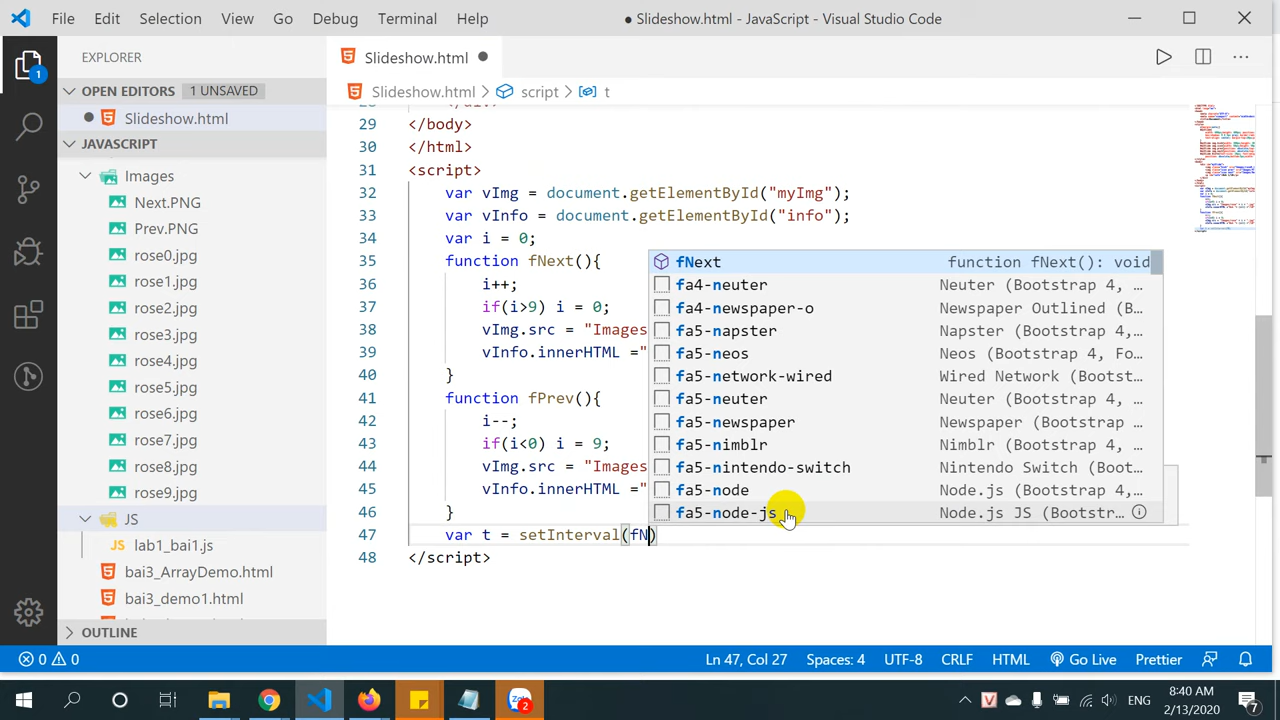 File Edit Selection View Go Debug Terminal Help
● Slideshow.html - JavaScript - Visual Studio Code
EXPLORER
OPEN EDITORS 1 UNSAVED
Slideshow.html
JAVASCRIPT
Images
Next.PNG
Prev.PNG
rose0.jpg
rose1.jpg
rose2.jpg
rose3.jpg
rose4.jpg
rose5.jpg
rose6.jpg
rose7.jpg
rose8.jpg
rose9.jpg
JS
lab1_bai1.js
bai3_ArrayDemo.html
bai3_demo1.html
OUTLINE
1
Slideshow.html ●
Slideshow.html > script > t
29 </body>
30 </html>
31 <script>
32 var vImg = document.getElementById("myImg");
33 var vInfo = document.getElementById("info");
34 var i = 0;
35 function fNext(){
36 i++;
37 if(i>9) i = 0;
38 vImg.src = "Images
39 vInfo.innerHTML ="
40 }
41 function fPrev(){
42 i--;
43 if(i<0) i = 9;
44 vImg.src = "Images
45 vInfo.innerHTML ="
46 }
47 var t = setInterval(fN)
48 </script>
fNext function fNext(): void
fa4-neuter Neuter (Bootstrap 4, …
fa4-newspaper-o Newspaper Outlined (B…
fa5-napster Napster (Bootstrap 4,…
fa5-neos Neos (Bootstrap 4, Fo…
fa5-network-wired Wired Network (Bootst…
fa5-neuter Neuter (Bootstrap 4, …
fa5-newspaper Newspaper (Bootstrap …
fa5-nimblr Nimblr (Bootstrap 4, …
fa5-nintendo-switch Nintendo Switch (Boot…
fa5-node Node.js (Bootstrap 4,…
fa5-node-js Node.js JS (Bootstr…
0 0
Ln 47, Col 27 Spaces: 4 UTF-8 CRLF HTML Go Live Prettier
2
ENG
8:40 AM
2/13/2020
7